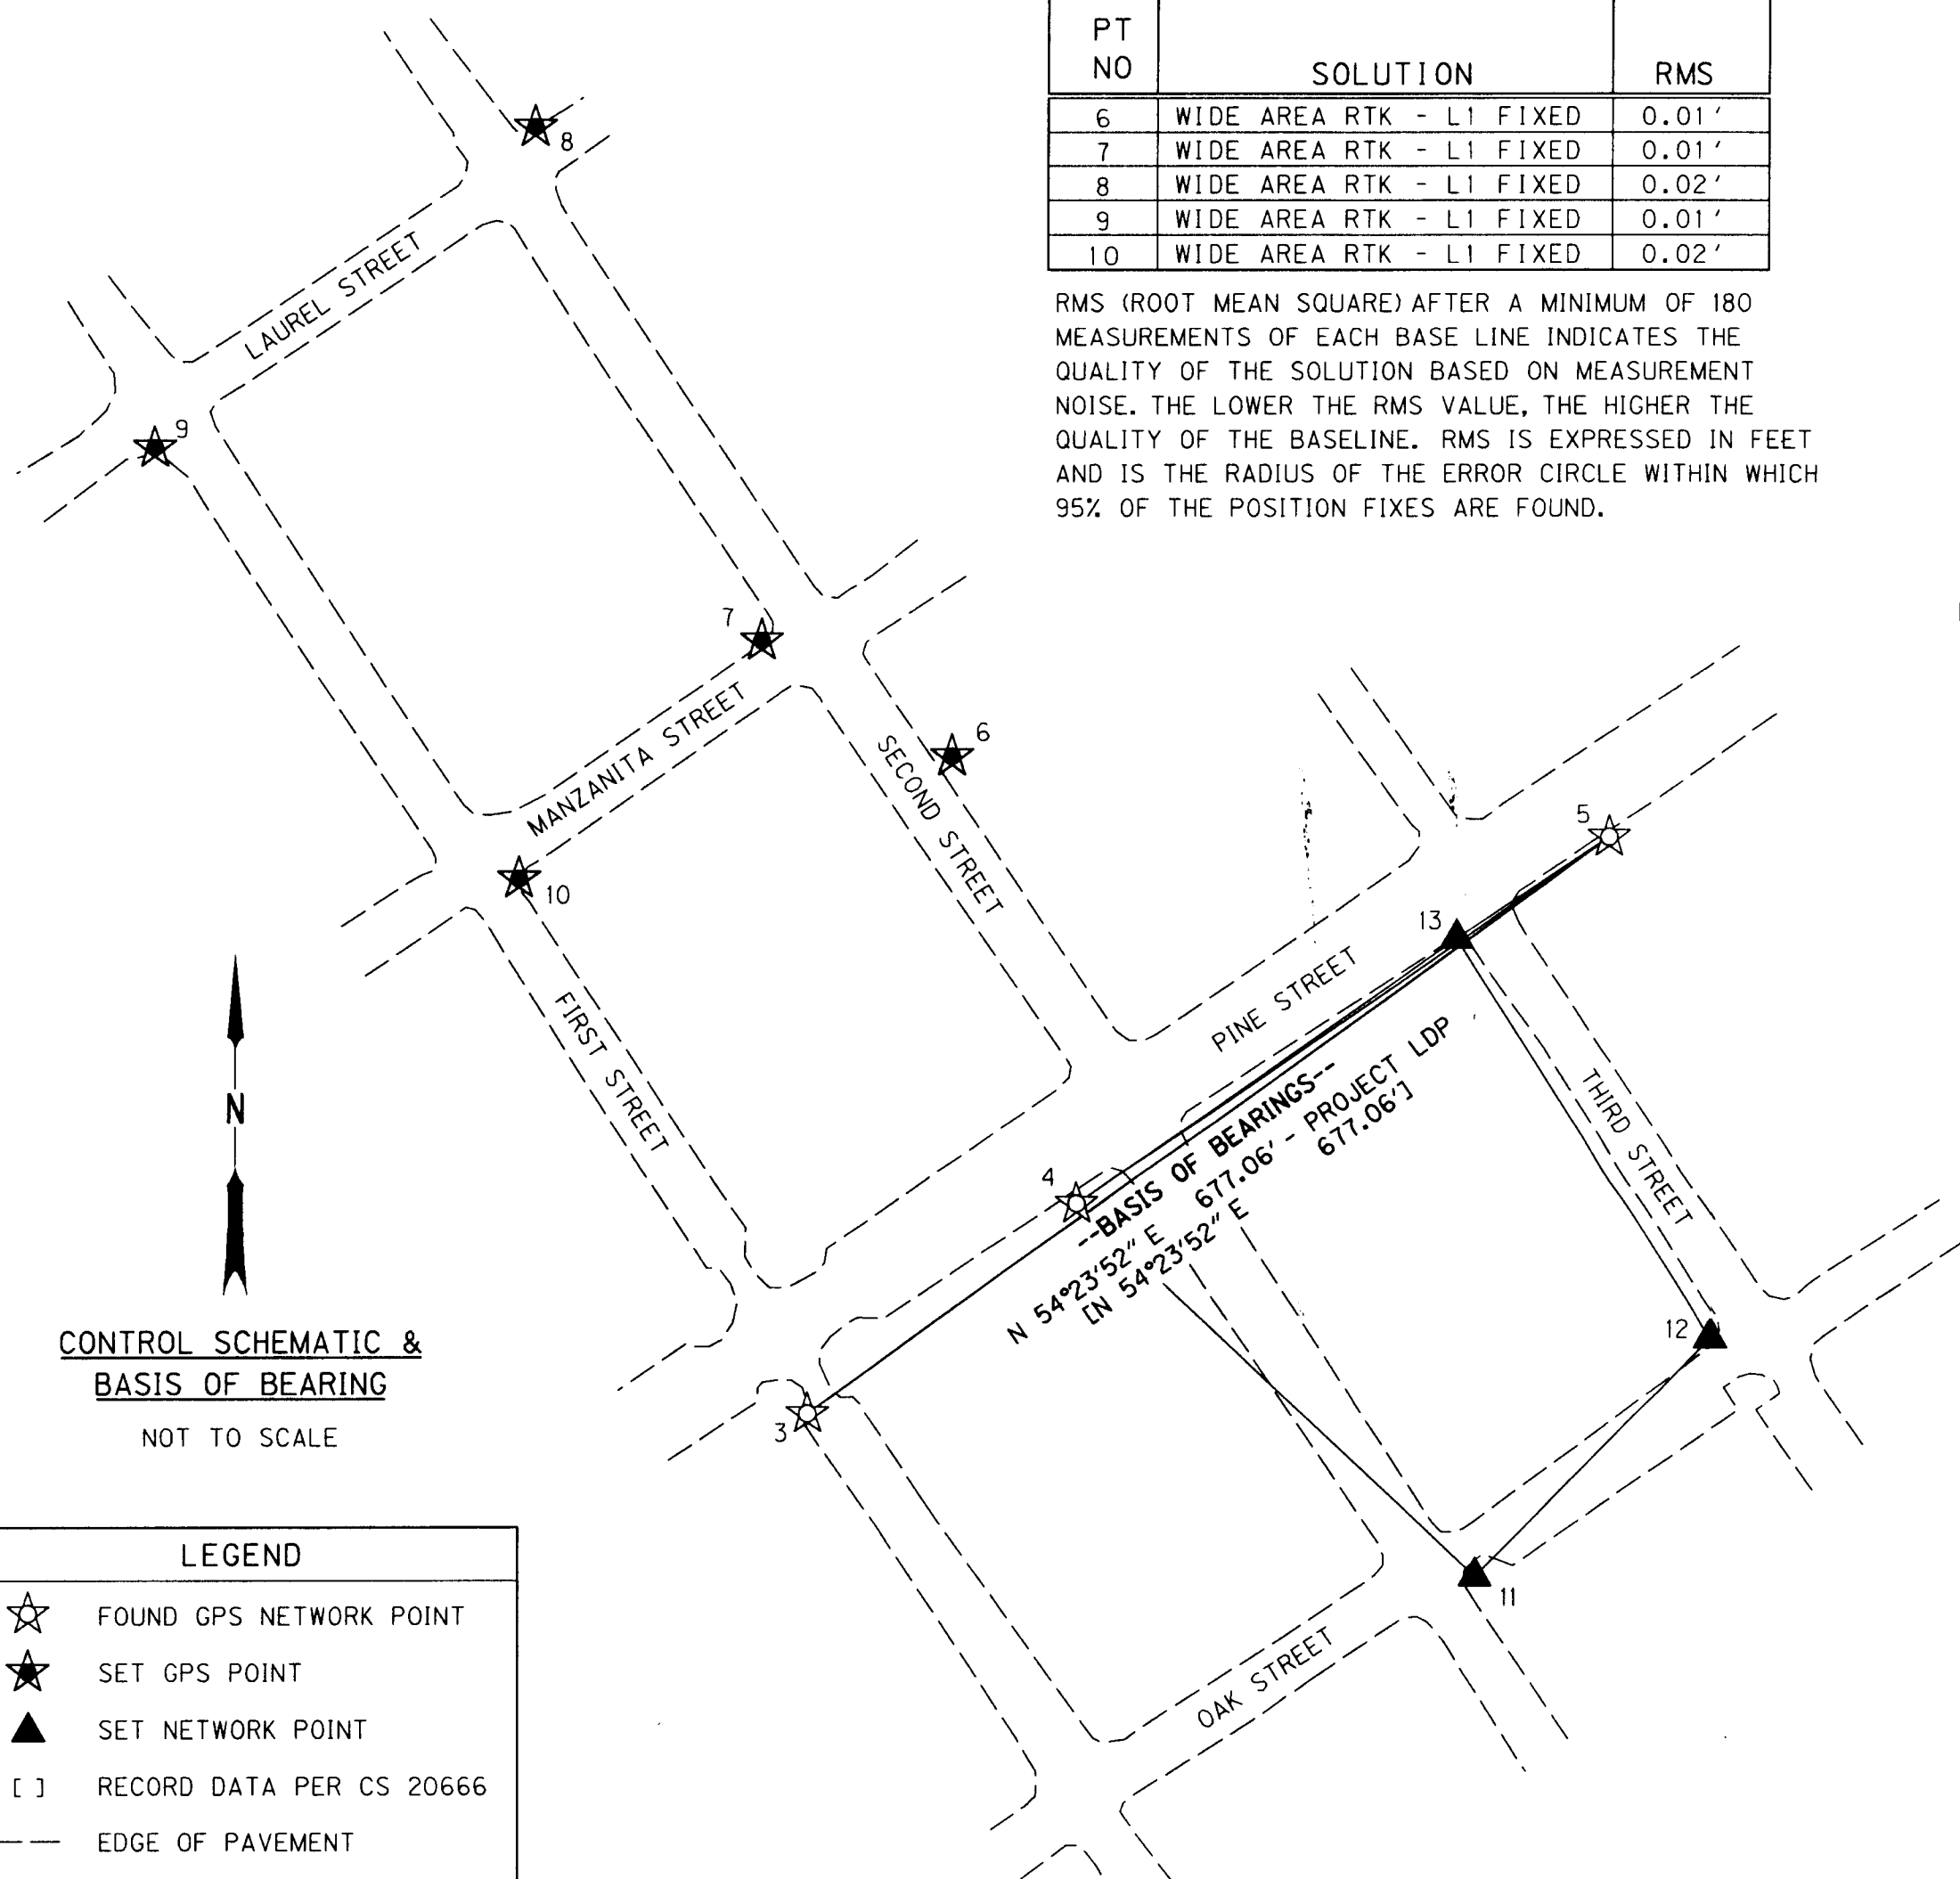 PT
NO SOLUTION RMS
6 WIDE AREA RTK - L1 FIXED 0.01'
7 WIDE AREA RTK - L1 FIXED 0.01'
8 WIDE AREA RTK - L1 FIXED 0.02'
9 WIDE AREA RTK - L1 FIXED 0.01'
10 WIDE AREA RTK - L1 FIXED 0.02'
RMS (ROOT MEAN SQUARE) AFTER A MINIMUM OF 180
MEASUREMENTS OF EACH BASE LINE INDICATES THE
QUALITY OF THE SOLUTION BASED ON MEASUREMENT
NOISE. THE LOWER THE RMS VALUE, THE HIGHER THE
QUALITY OF THE BASELINE. RMS IS EXPRESSED IN FEET
AND IS THE RADIUS OF THE ERROR CIRCLE WITHIN WHICH
95% OF THE POSITION FIXES ARE FOUND.
8
LAUREL STREET
9
7
MANZANITA STREET
6
SECOND STREET
10
5
13
PINE STREET
FIRST STREET
THIRD STREET
4
--BASIS OF BEARINGS--
N 54°23'52" E 677.06' - PROJECT LDP
[N 54°23'52" E 677.06']
12
3
11
OAK STREET
N
CONTROL SCHEMATIC &
BASIS OF BEARING
NOT TO SCALE
LEGEND
FOUND GPS NETWORK POINT
SET GPS POINT
SET NETWORK POINT
[ ] RECORD DATA PER CS 20666
EDGE OF PAVEMENT